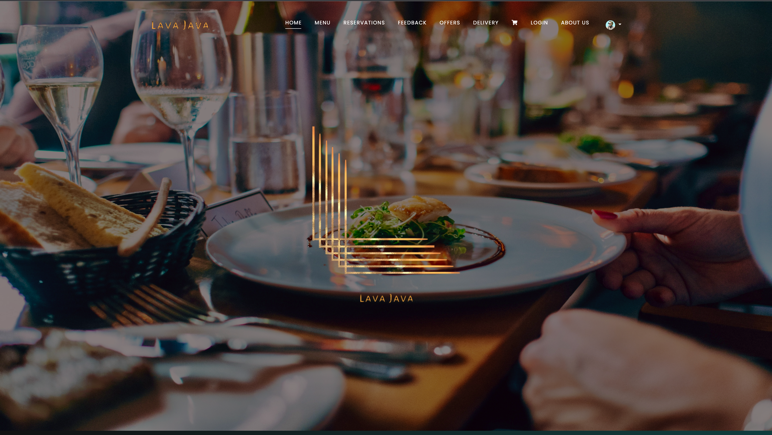 LAVA JAVA
HOME
MENU
RESERVATIONS
FEEDBACK
OFFERS
DELIVERY
LOGIN
ABOUT US
LAVA JAVA